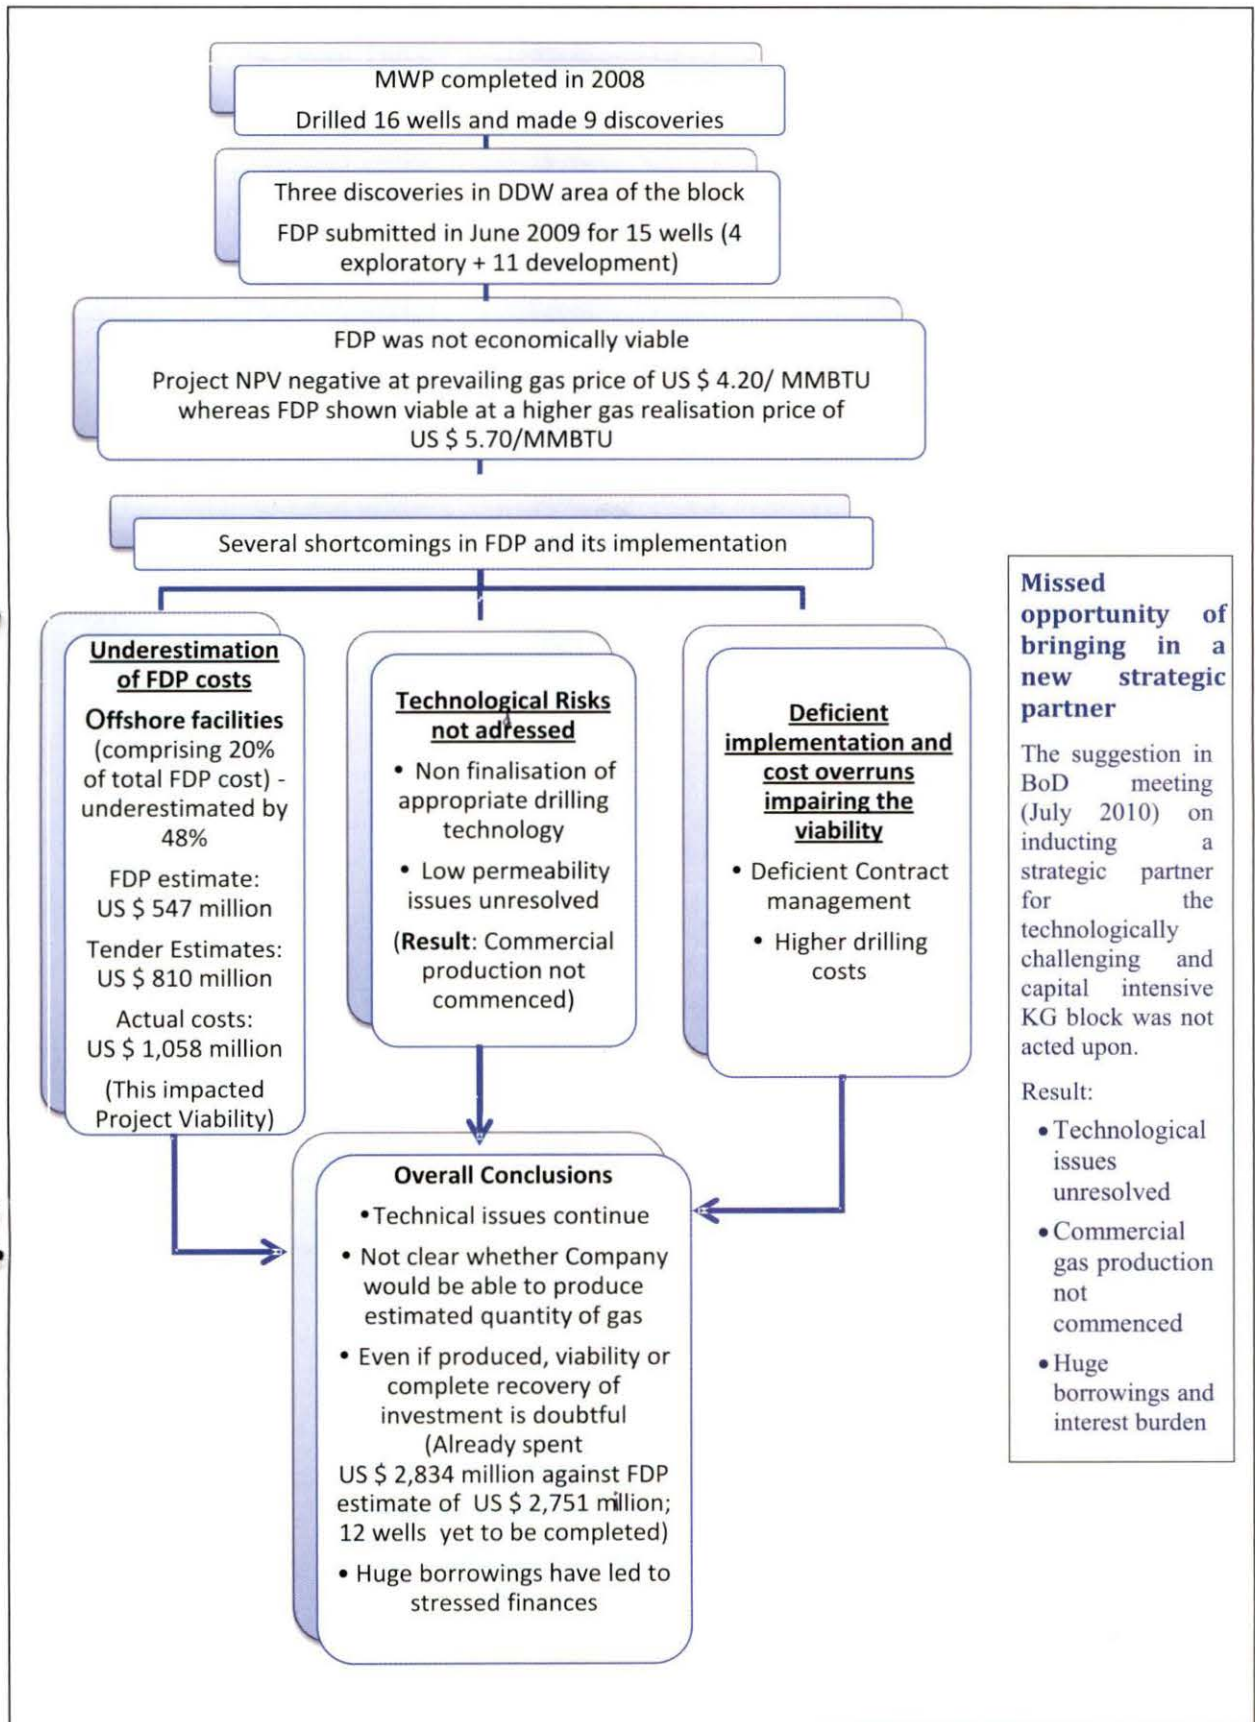 MWP completed in 2008
Drilled 16 wells and made 9 discoveries
Three discoveries in DDW area of the block
FDP submitted in June 2009 for 15 wells (4
exploratory + 11 development)
FDP was not economically viable
Project NPV negative at prevailing gas price of US $ 4.20/ MMBTU
whereas FDP shown viable at a higher gas realisation price of
US $ 5.70/MMBTU
Several shortcomings in FDP and its implementation
Underestimation
of FDP costs
Offshore facilities
(comprising 20%
of total FDP cost) -
underestimated by
48%
FDP estimate:
US $ 547 million
Tender Estimates:
US $ 810 million
Actual costs:
US $ 1,058 million
(This impacted
Project Viability)
Technological Risks
not adressed
• Non finalisation of
appropriate drilling
technology
• Low permeability
issues unresolved
(Result: Commercial
production not
commenced)
Deficient
implementation and
cost overruns
impairing the
viability
• Deficient Contract
management
• Higher drilling
costs
Overall Conclusions
•Technical issues continue
• Not clear whether Company
would be able to produce
estimated quantity of gas
• Even if produced, viability or
complete recovery of
investment is doubtful
(Already spent
US $ 2,834 million against FDP
estimate of US $ 2,751 million;
12 wells yet to be completed)
• Huge borrowings have led to
stressed finances
Missed
opportunity of
bringing in a
new strategic
partner
The suggestion in
BoD meeting
(July 2010) on
inducting a
strategic partner
for the
technologically
challenging and
capital intensive
KG block was not
acted upon.
Result:
• Technological
issues
unresolved
• Commercial
gas production
not
commenced
• Huge
borrowings and
interest burden